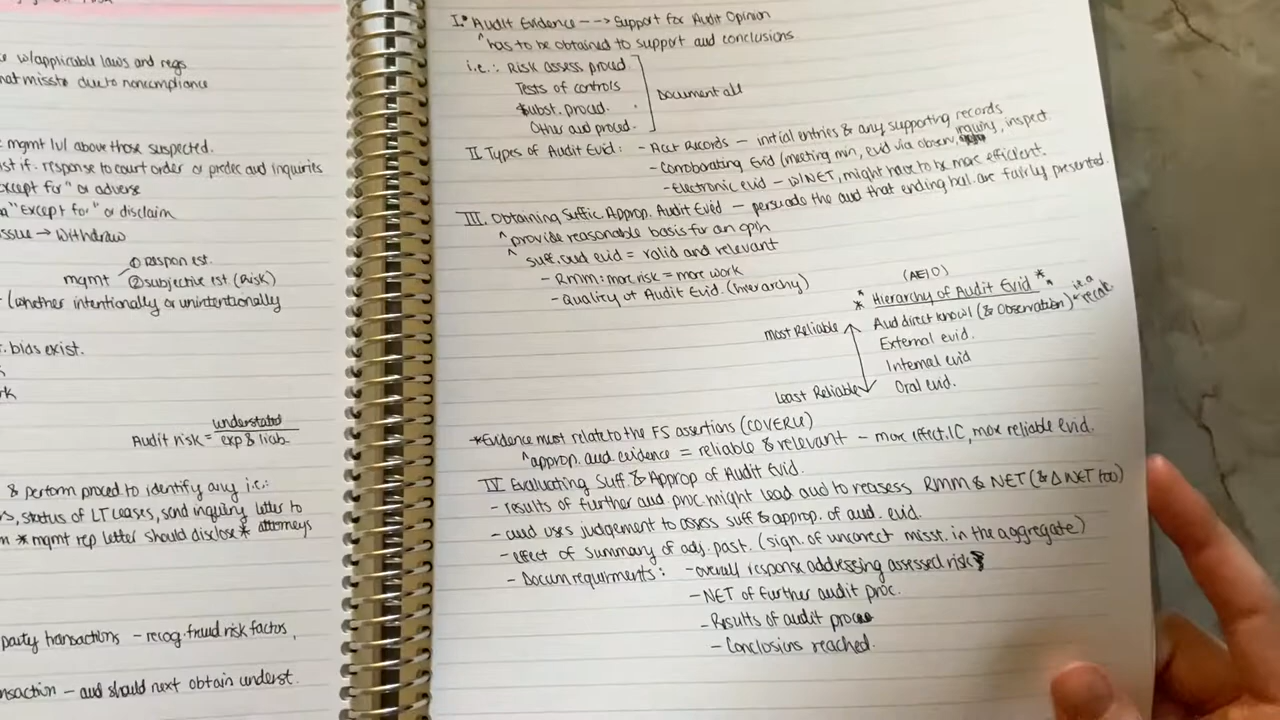 w/applicable laws and regs
hat missto due to noncompliance
mgmt lvl above those suspected.
ist if. response to court order or predec aud inquiries
xcept for" or adverse
a "Except for" or disclaim
issue → withdraw
① respon est.
mgmt ② subjective est (Risk)
- (whether intentionally or unintentionally
r. bias exist.
rk
Audit risk = understated / exp & liab
& perform proced to identify any i.e.:
rs, status of LT leases, send inquiry letter to
m * mgmt rep letter should disclose * attorneys
party transactions - recog. fraud risk factors,
nsaction - aud should next obtain underst.
I. Audit Evidence - - -> Support for Audit Opinion
^ has to be obtained to support aud conclusions
i.e.: Risk assess proced
Tests of controls
Subst. proced.
Other aud proced.
Document all
II Types of Audit Evid: - Acct Records - initial entries & any supporting records
- Corroborating Evid (meeting min, evid via observ, inquiry, inspect.
- Electronic evid - w/NET, might have to be more efficient.
III. Obtaining Suffic Approp. Audit Evid - persuade the aud that ending bal. are fairly presented.
^ provide reasonable basis for an opin
^ suff. aud evid = valid and relevant
- RMM: more risk = more work
- Quality of Audit Evid. (hierarchy)
(AEIO)
** Hierarchy of Audit Evid **
Most Reliable Aud direct knowl (& Observation) i.e. a recalc
External evid.
Internal evid
Least Reliable Oral evid.
*Evidence must relate to the FS assertions (COVERU)
^ approp. aud evidence = reliable & relevant - mor effect. IC, mor reliable evid.
IV Evaluating Suff & Approp of Audit Evid.
- results of further aud proc. might lead aud to reasess RMM & NET (& Δ NET too)
- aud uses judgement to assess suff & approp. of aud. evid.
- effect of summary of adj. past. (sign. of uncorrect misst. in the aggregate)
- Docum requirments: - overall response addressing assessed risks
- NET of further audit proc.
- Results of audit proc
- Conclosins reached.